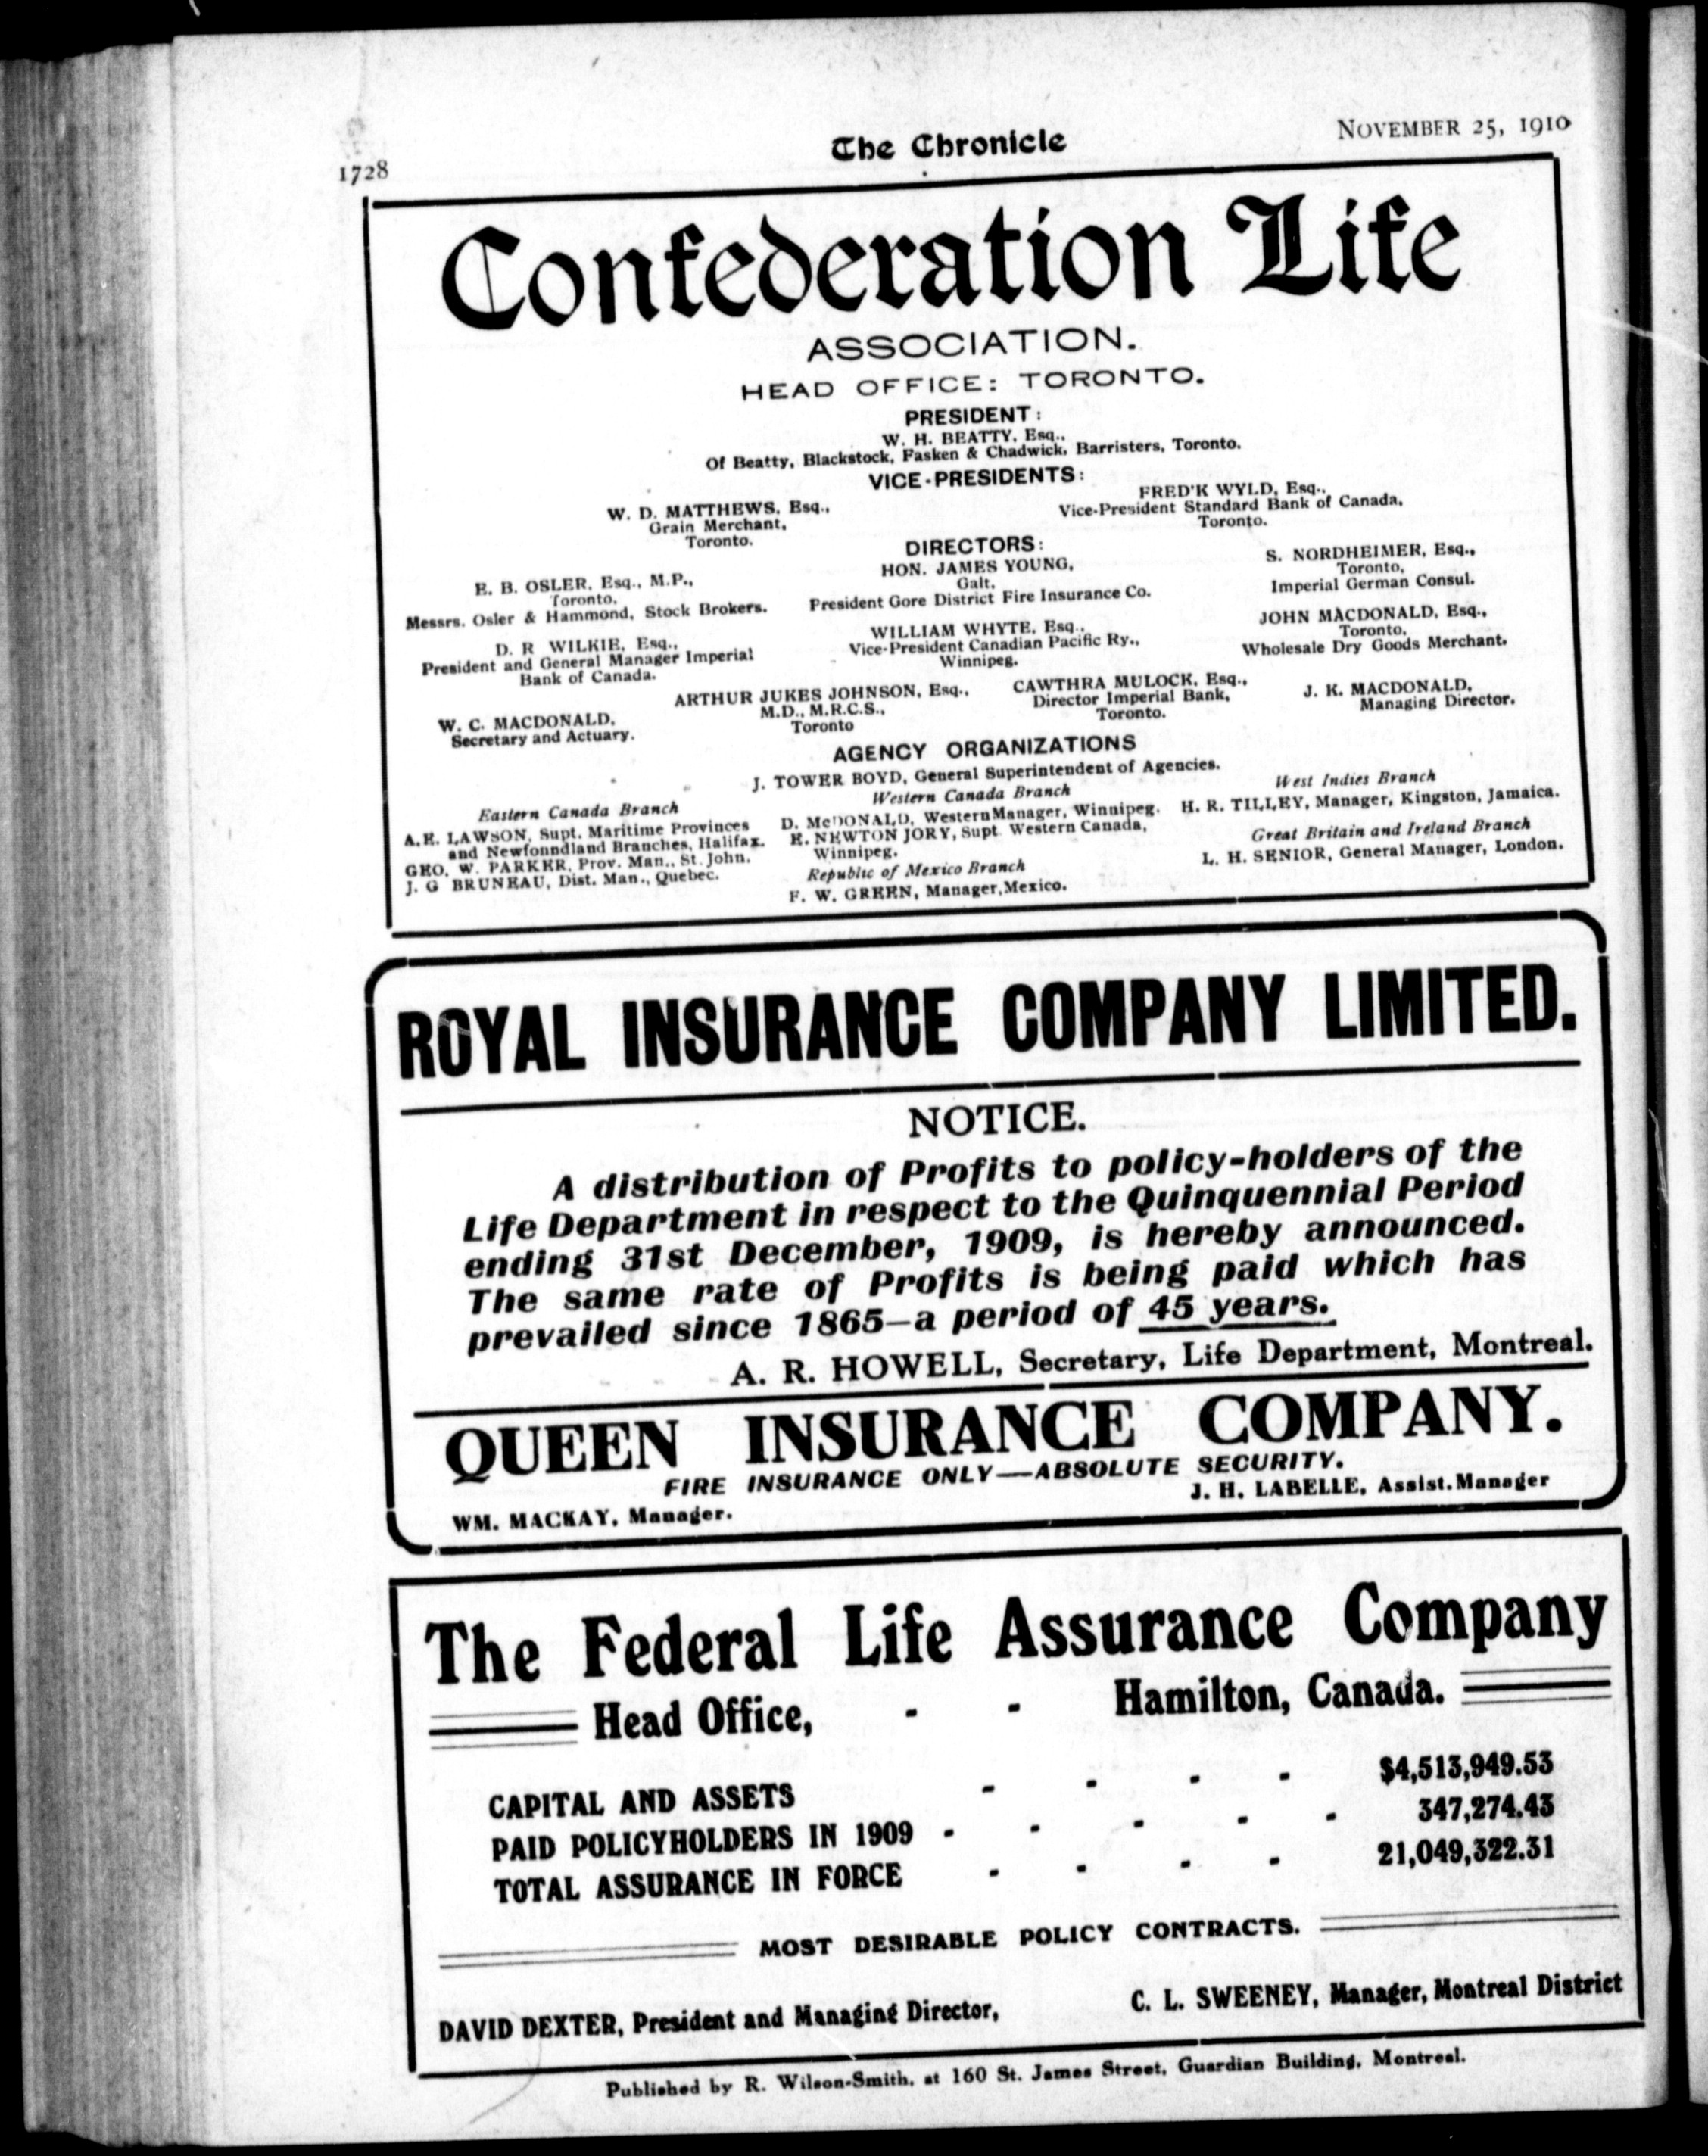 1728
The Chronicle
NOVEMBER 25, 1910
Confederation Life
ASSOCIATION.
HEAD OFFICE: TORONTO.
PRESIDENT:
W. H. BEATTY, Esq.,
Of Beatty, Blackstock, Fasken & Chadwick, Barristers, Toronto.
VICE-PRESIDENTS:
W. D. MATTHEWS, Esq.,
Grain Merchant,
Toronto.
FRED'K WYLD, Esq.,
Vice-President Standard Bank of Canada,
Toronto.
DIRECTORS:
E. B. OSLER, Esq., M.P.,
Toronto.
Messrs. Osler & Hammond, Stock Brokers.
HON. JAMES YOUNG,
Galt.
President Gore District Fire Insurance Co.
S. NORDHEIMER, Esq.,
Toronto,
Imperial German Consul.
D. R WILKIE, Esq.,
President and General Manager Imperial
Bank of Canada.
WILLIAM WHYTE, Esq.,
Vice-President Canadian Pacific Ry.,
Winnipeg.
JOHN MACDONALD, Esq.,
Toronto,
Wholesale Dry Goods Merchant.
W. C. MACDONALD,
Secretary and Actuary.
ARTHUR JUKES JOHNSON, Esq.,
M.D., M.R.C.S.,
Toronto
CAWTHRA MULOCK, Esq.,
Director Imperial Bank,
Toronto.
J. K. MACDONALD,
Managing Director.
AGENCY ORGANIZATIONS
J. TOWER BOYD, General Superintendent of Agencies.
Eastern Canada Branch
A.E. LAWSON, Supt. Maritime Provinces
and Newfoundland Branches, Halifax.
GEO. W. PARKER, Prov. Man., St. John.
J. G BRUNEAU, Dist. Man., Quebec.
Western Canada Branch
D. McDONALD, Western Manager, Winnipeg.
E. NEWTON JORY, Supt. Western Canada,
Winnipeg.
Republic of Mexico Branch
F. W. GREEN, Manager, Mexico.
West Indies Branch
H. R. TILLEY, Manager, Kingston, Jamaica.
Great Britain and Ireland Branch
L. H. SENIOR, General Manager, London.
ROYAL INSURANCE COMPANY LIMITED.
NOTICE.
A distribution of Profits to policy-holders of the
Life Department in respect to the Quinquennial Period
ending 31st December, 1909, is hereby announced.
The same rate of Profits is being paid which has
prevailed since 1865—a period of 45 years.
A. R. HOWELL, Secretary, Life Department, Montreal.
QUEEN INSURANCE COMPANY.
FIRE INSURANCE ONLY—ABSOLUTE SECURITY.
WM. MACKAY, Manager.
J. H. LABELLE, Assist. Manager
The Federal Life Assurance Company
Head Office, - - Hamilton, Canada.
CAPITAL AND ASSETS - - - - $4,513,949.53
PAID POLICYHOLDERS IN 1909 - - - - - 347,274.43
TOTAL ASSURANCE IN FORCE - - - - 21,049,322.31
MOST DESIRABLE POLICY CONTRACTS.
DAVID DEXTER, President and Managing Director,
C. L. SWEENEY, Manager, Montreal District
Published by R. Wilson-Smith, at 160 St. James Street, Guardian Building, Montreal.